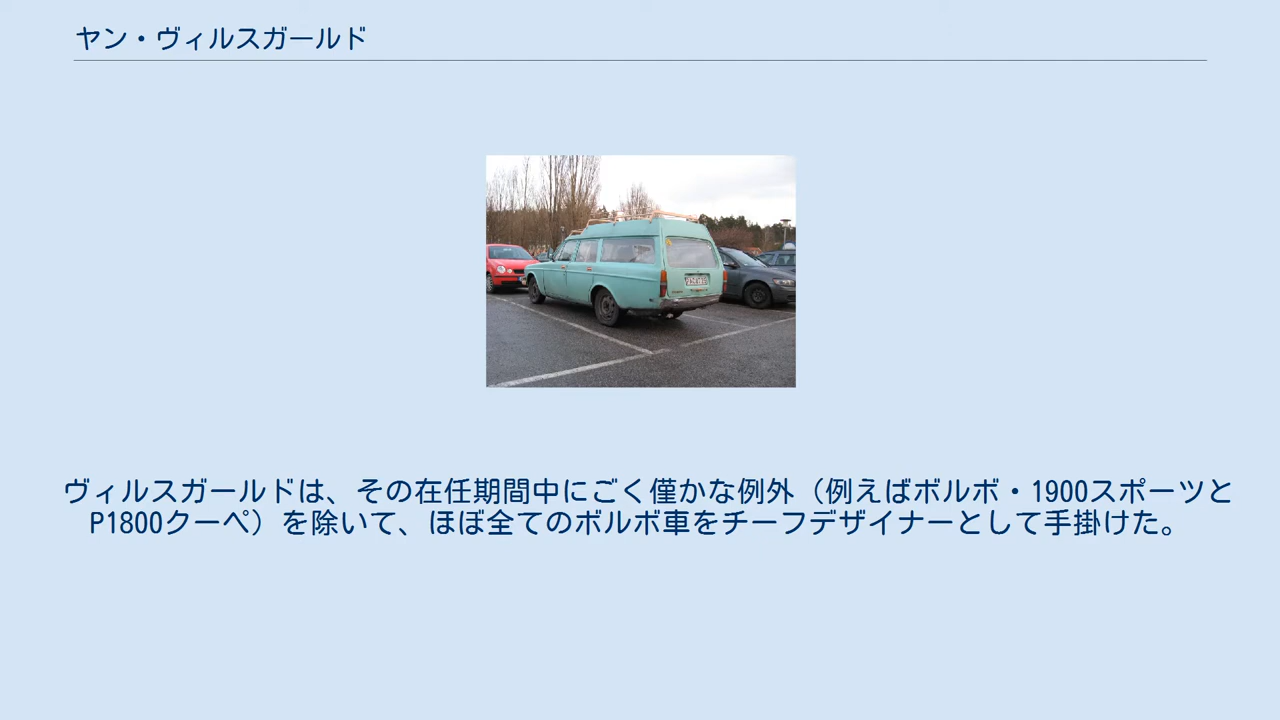 ヤン・ヴィルスガールド
ヴィルスガールドは、その在任期間中にごく僅かな例外（例えばボルボ・1900スポーツと
P1800クーペ）を除いて、ほぼ全てのボルボ車をチーフデザイナーとして手掛けた。